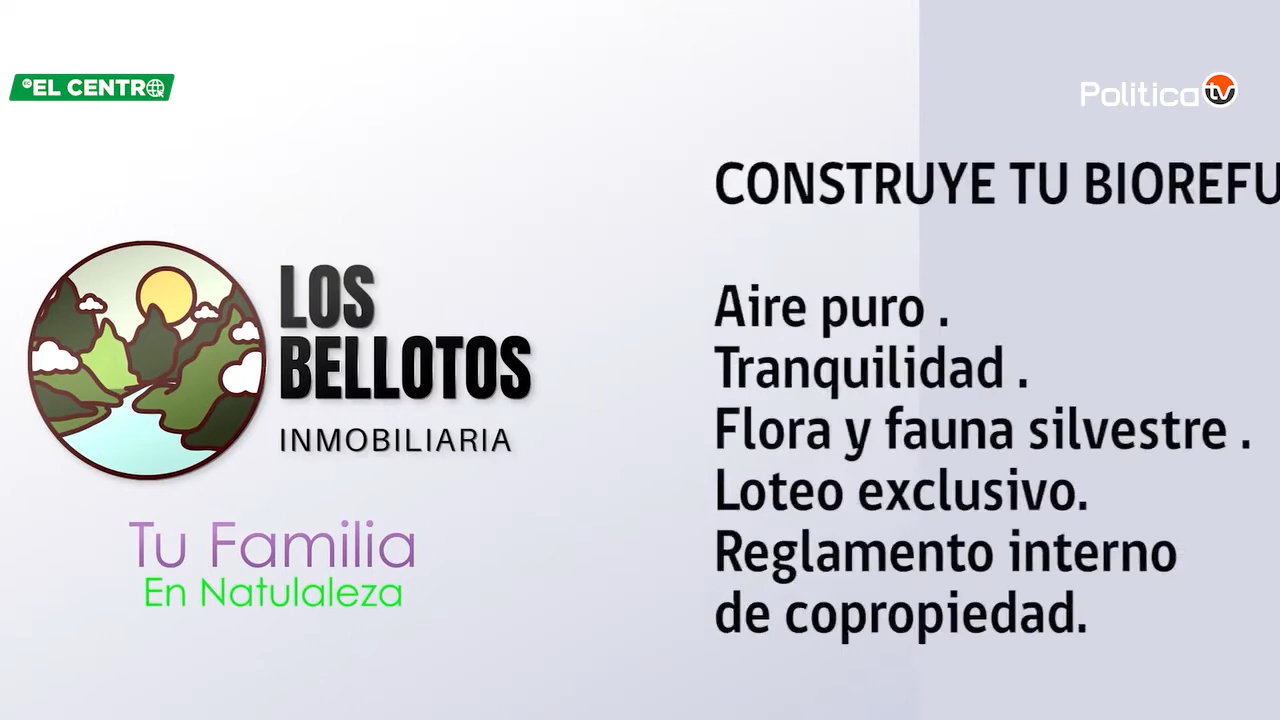 EL CENTRO
Politica tv
CONSTRUYE TU BIOREFU
LOS
BELLOTOS
INMOBILIARIA
Tu Familia
En Natulaleza
Aire puro .
Tranquilidad .
Flora y fauna silvestre .
Loteo exclusivo.
Reglamento interno
de copropiedad.